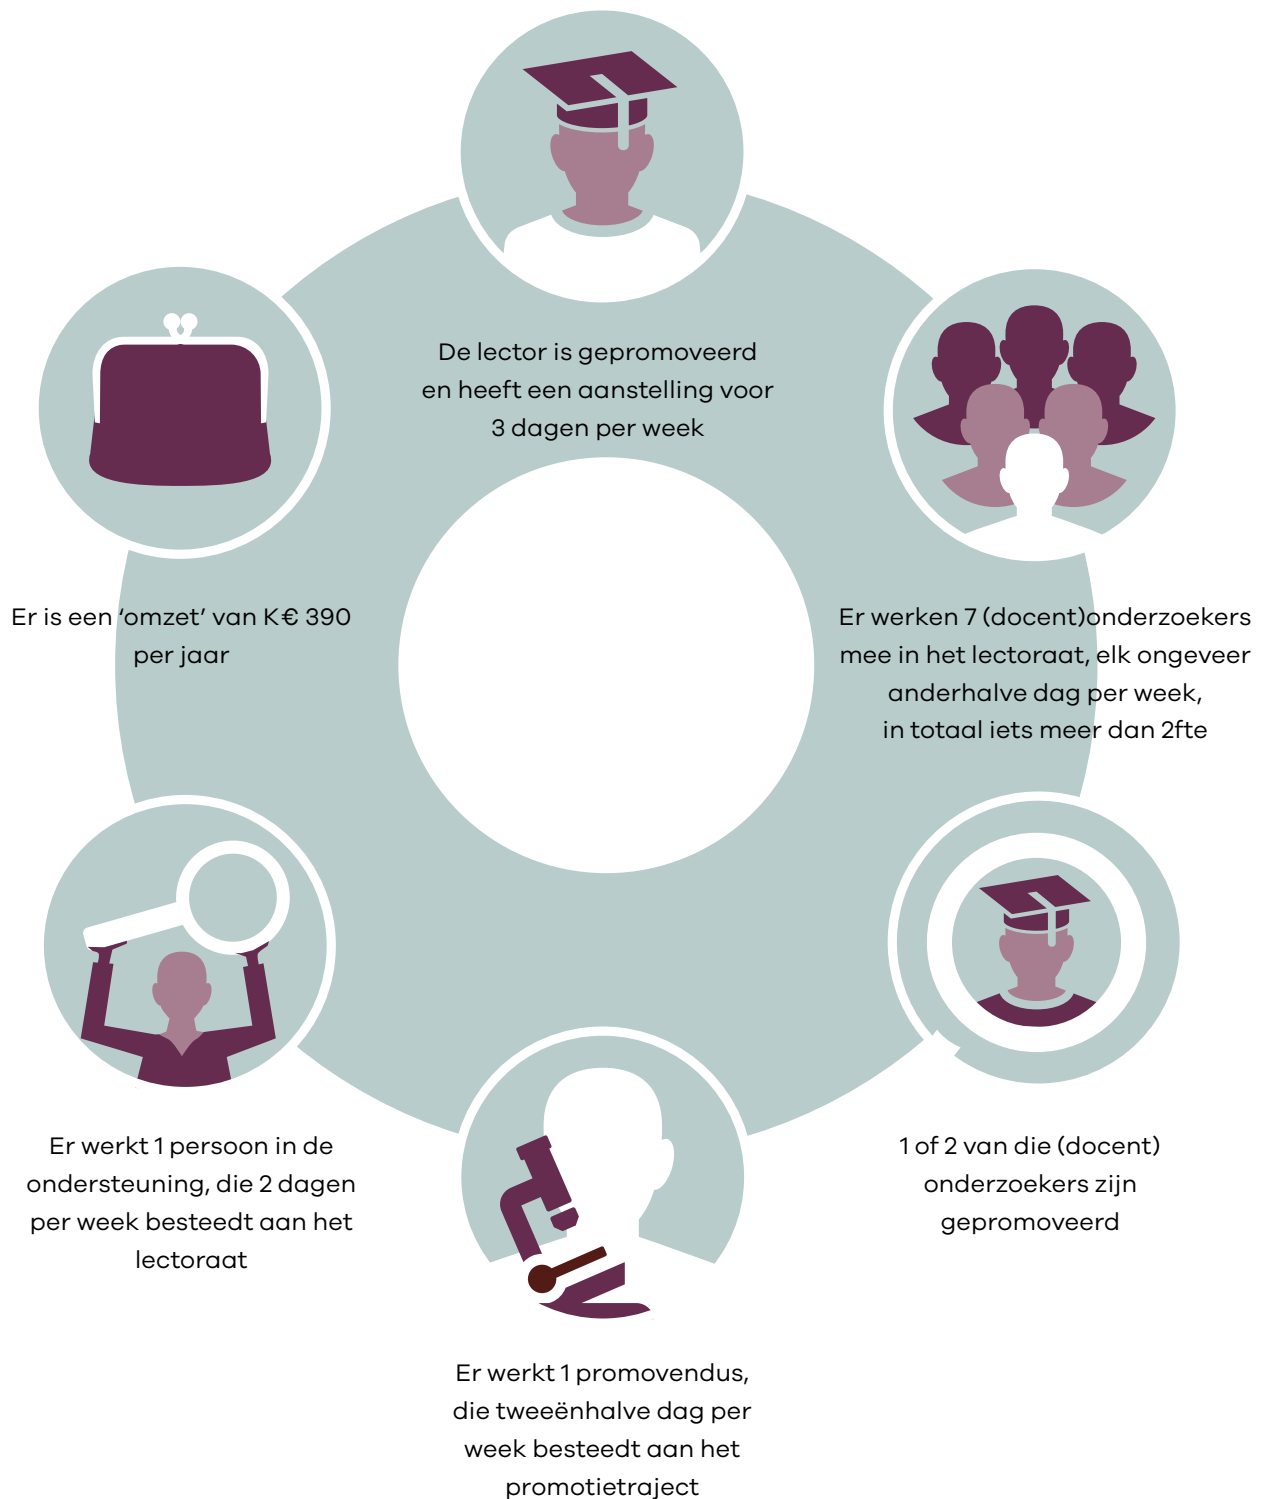 De lector is gepromoveerd
en heeft een aanstelling voor
3 dagen per week
Er is een ‘omzet’ van K€ 390
per jaar
Er werken 7 (docent)onderzoekers
mee in het lectoraat, elk ongeveer
anderhalve dag per week,
in totaal iets meer dan 2fte
Er werkt 1 persoon in de
ondersteuning, die 2 dagen
per week besteedt aan het
lectoraat
1 of 2 van die (docent)
onderzoekers zijn
gepromoveerd
Er werkt 1 promovendus,
die tweeënhalve dag per
week besteedt aan het
promotietraject